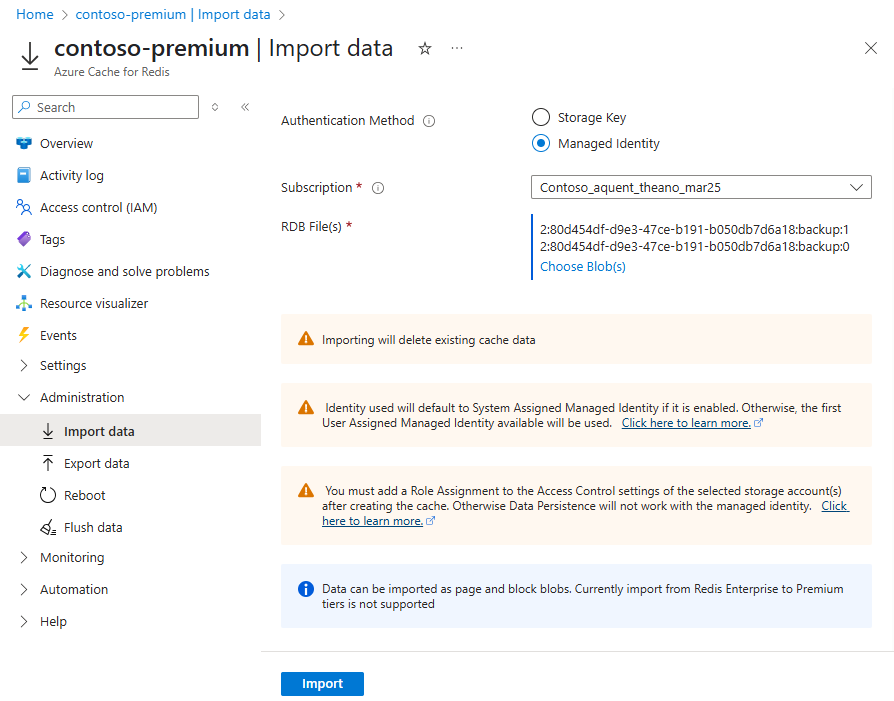 Home > contoso-premium | Import data >
contoso-premium | Import data
Azure Cache for Redis
Search
Overview
Activity log
Access control (IAM)
Tags
Diagnose and solve problems
Resource visualizer
Events
Settings
Administration
Import data
Export data
Reboot
Flush data
Monitoring
Automation
Help
Authentication Method
Storage Key
Managed Identity
Subscription *
Contoso_aquent_theano_mar25
RDB File(s) *
2:80d454df-d9e3-47ce-b191-b050db7d6a18:backup:1
2:80d454df-d9e3-47ce-b191-b050db7d6a18:backup:0
Choose Blob(s)
Importing will delete existing cache data
Identity used will default to System Assigned Managed Identity if it is enabled. Otherwise, the first
User Assigned Managed Identity available will be used. Click here to learn more.
You must add a Role Assignment to the Access Control settings of the selected storage account(s)
after creating the cache. Otherwise Data Persistence will not work with the managed identity. Click
here to learn more.
Data can be imported as page and block blobs. Currently import from Redis Enterprise to Premium
tiers is not supported
Import